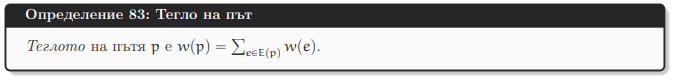 Определение 83: Тегло на път
Теглото на пътя p е w(p) = ∑e∈E(p) w(e).